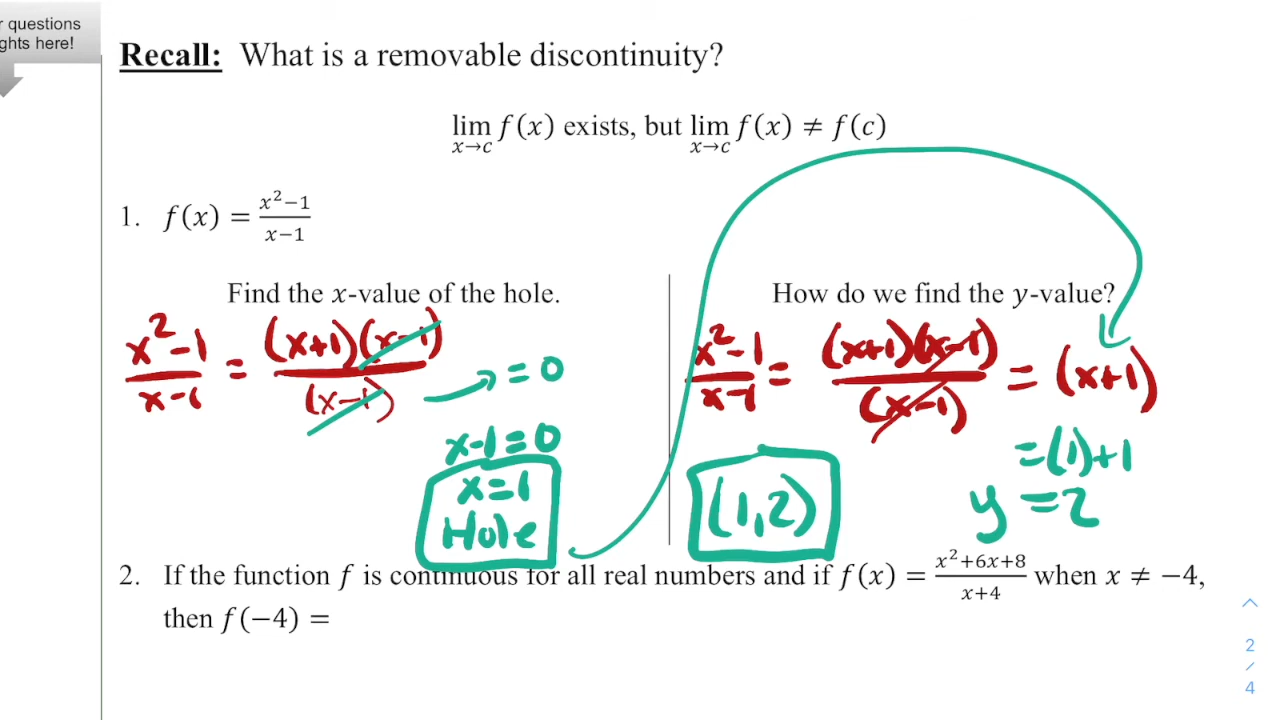 r questions
ghts here!
Recall: What is a removable discontinuity?
lim x→c f(x) exists, but lim x→c f(x) ≠ f(c)
1. f(x) = x²−1 / x−1
Find the x-value of the hole.
x²-1 / x-1 = (x+1)(x-1) / (x-1)
= 0
x-1=0
x=1
Hole
How do we find the y-value?
x²-1 / x-1 = (x+1)(x-1) / (x-1) = (x+1)
=(1)+1
y = 2
(1,2)
2. If the function f is continuous for all real numbers and if f(x) = x²+6x+8 / x+4 when x ≠ −4,
then f(−4) =
2
/
4